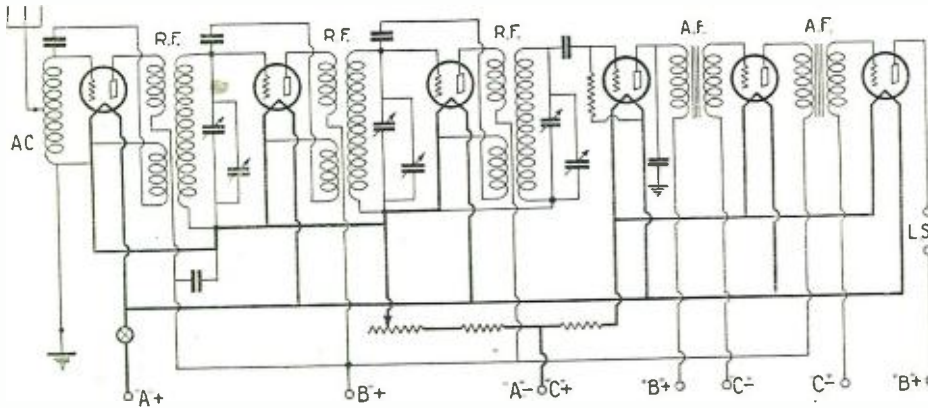 R.F. R.F. R.F. A.F. A.F.
AC
LS
"A"+ "B"+ "A"- "C"+ "B"+ "C"- "C"- "B"+